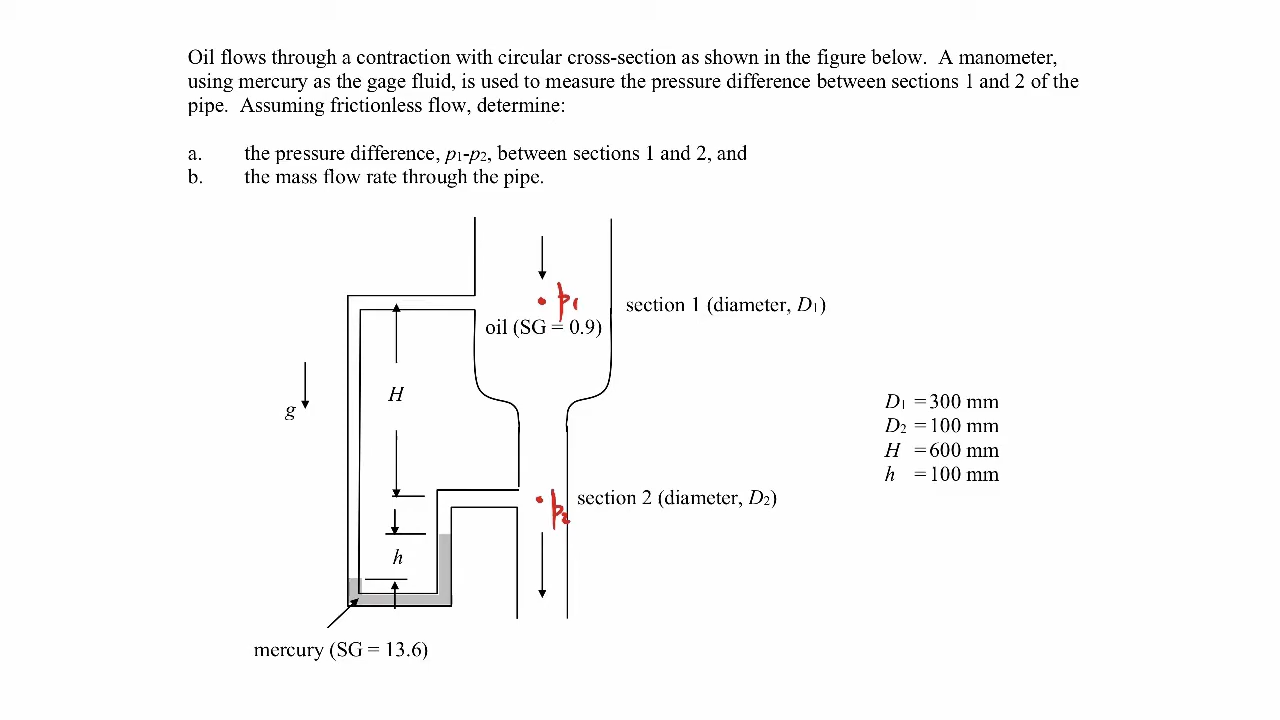 Oil flows through a contraction with circular cross-section as shown in the figure below.  A manometer,
using mercury as the gage fluid, is used to measure the pressure difference between sections 1 and 2 of the
pipe.  Assuming frictionless flow, determine:
a. the pressure difference, p1-p2, between sections 1 and 2, and
b. the mass flow rate through the pipe.
p1
section 1 (diameter, D1)
oil (SG = 0.9)
H
g
D1 = 300 mm
D2 = 100 mm
H = 600 mm
h = 100 mm
section 2 (diameter, D2)
p2
h
mercury (SG = 13.6)